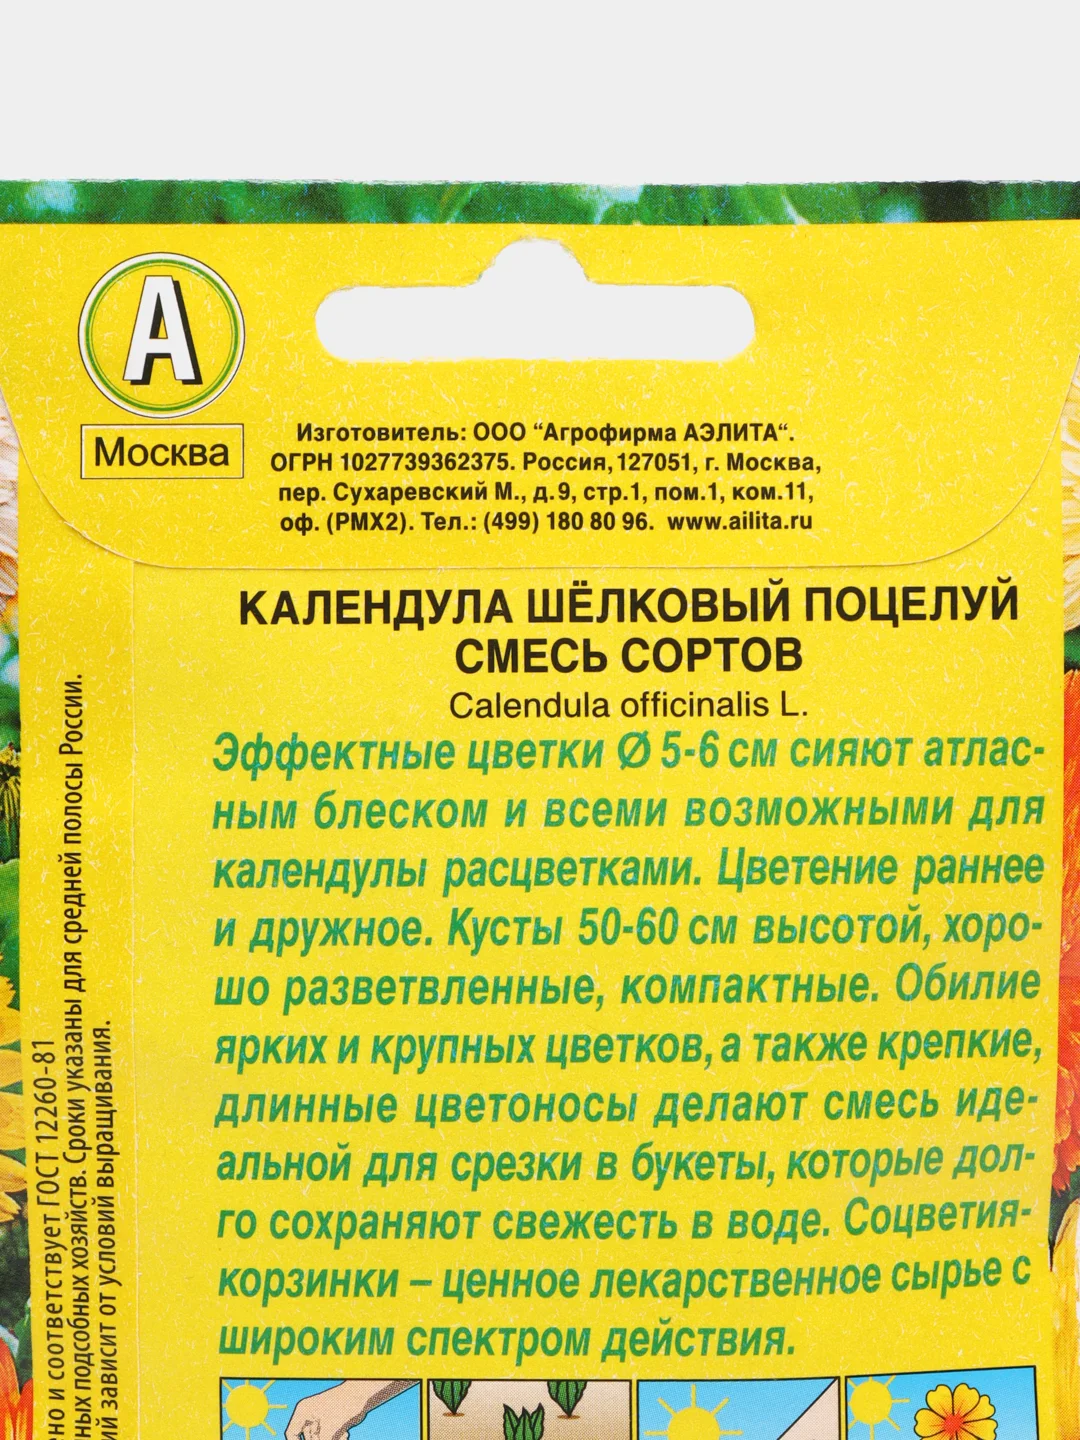 А
Москва
Изготовитель: ООО “Агрофирма АЭЛИТА“.
ОГРН 1027739362375. Россия, 127051, г. Москва,
пер. Сухаревский М., д.9, стр.1, пом.1, ком.11,
оф. (РМХ2). Тел.: (499) 180 80 96. www.ailita.ru
КАЛЕНДУЛА ШЁЛКОВЫЙ ПОЦЕЛУЙ
СМЕСЬ СОРТОВ
Calendula officinalis L.
Эффектные цветки Ø 5-6 см сияют атлас-
ным блеском и всеми возможными для
календулы расцветками. Цветение раннее
и дружное. Кусты 50-60 см высотой, хоро-
шо разветвленные, компактные. Обилие
ярких и крупных цветков, а также крепкие,
длинные цветоносы делают смесь иде-
альной для срезки в букеты, которые дол-
го сохраняют свежесть в воде. Соцветия-
корзинки – ценное лекарственное сырье с
широким спектром действия.
и соответствует ГОСТ 12260-81
подсобных хозяйств. Сроки указаны для средней полосы России.
зависит от условий выращивания.